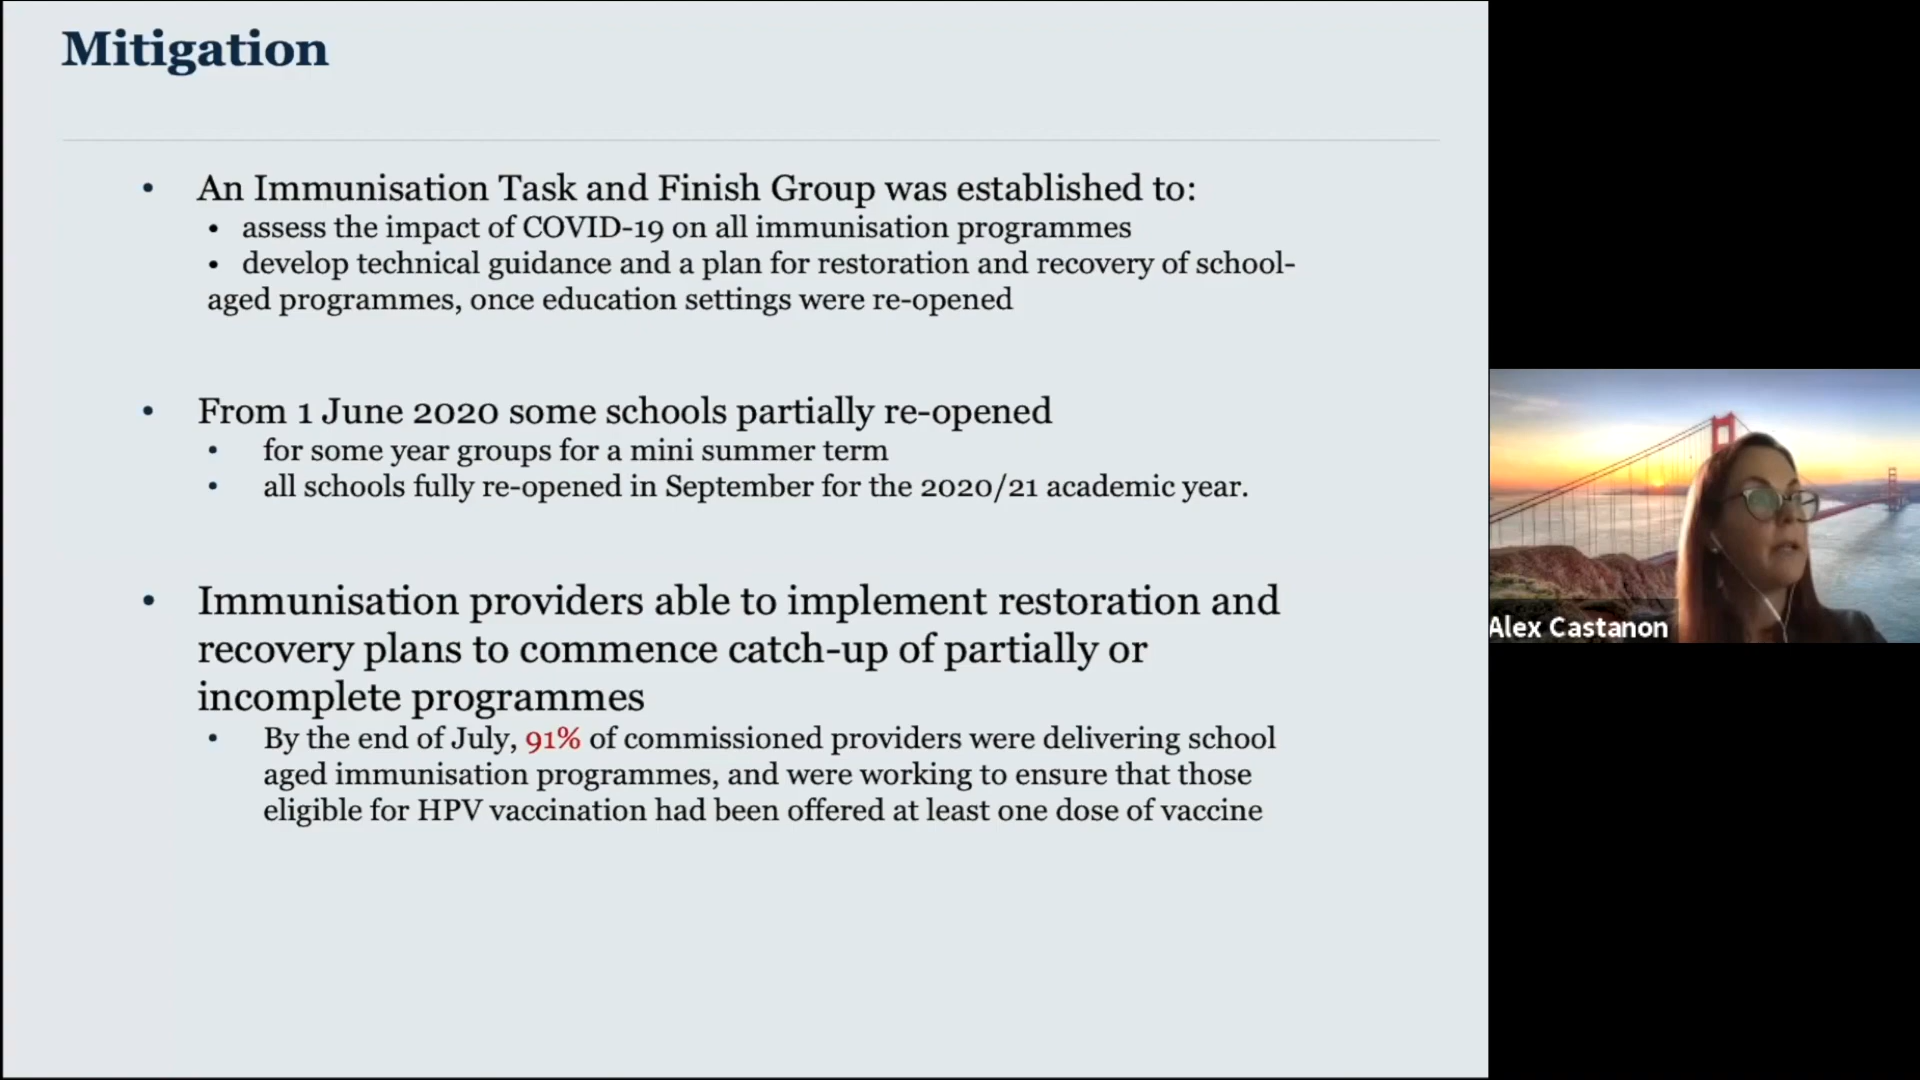 Mitigation
• An Immunisation Task and Finish Group was established to:
• assess the impact of COVID-19 on all immunisation programmes
• develop technical guidance and a plan for restoration and recovery of school-
aged programmes, once education settings were re-opened
• From 1 June 2020 some schools partially re-opened
• for some year groups for a mini summer term
• all schools fully re-opened in September for the 2020/21 academic year.
• Immunisation providers able to implement restoration and
recovery plans to commence catch-up of partially or
incomplete programmes
• By the end of July, 91% of commissioned providers were delivering school
aged immunisation programmes, and were working to ensure that those
eligible for HPV vaccination had been offered at least one dose of vaccine
Alex Castanon